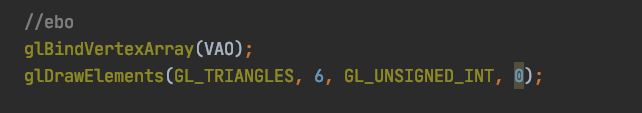 //ebo
glBindVertexArray(VAO);
glDrawElements(GL_TRIANGLES, 6, GL_UNSIGNED_INT, 0);